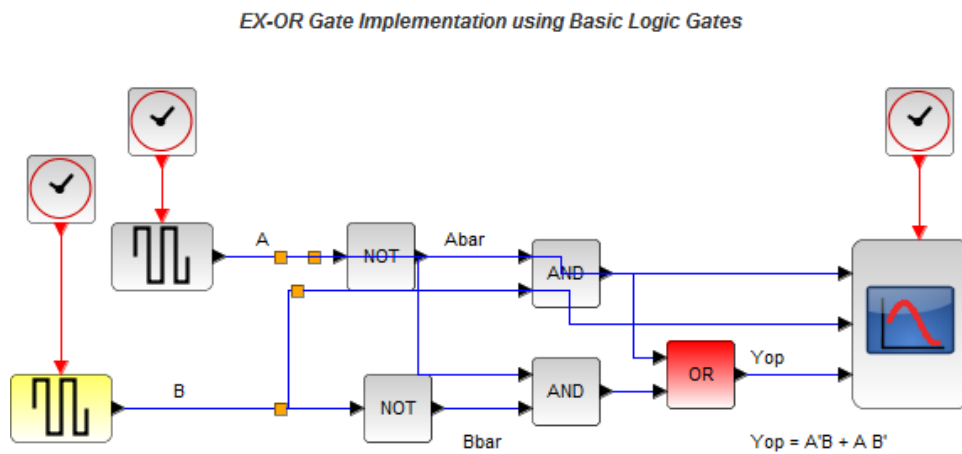 EX-OR Gate Implementation using Basic Logic Gates
A
NOT
Abar
AND
B
NOT
Bbar
AND
OR
Yop
Yop = A'B + A B'